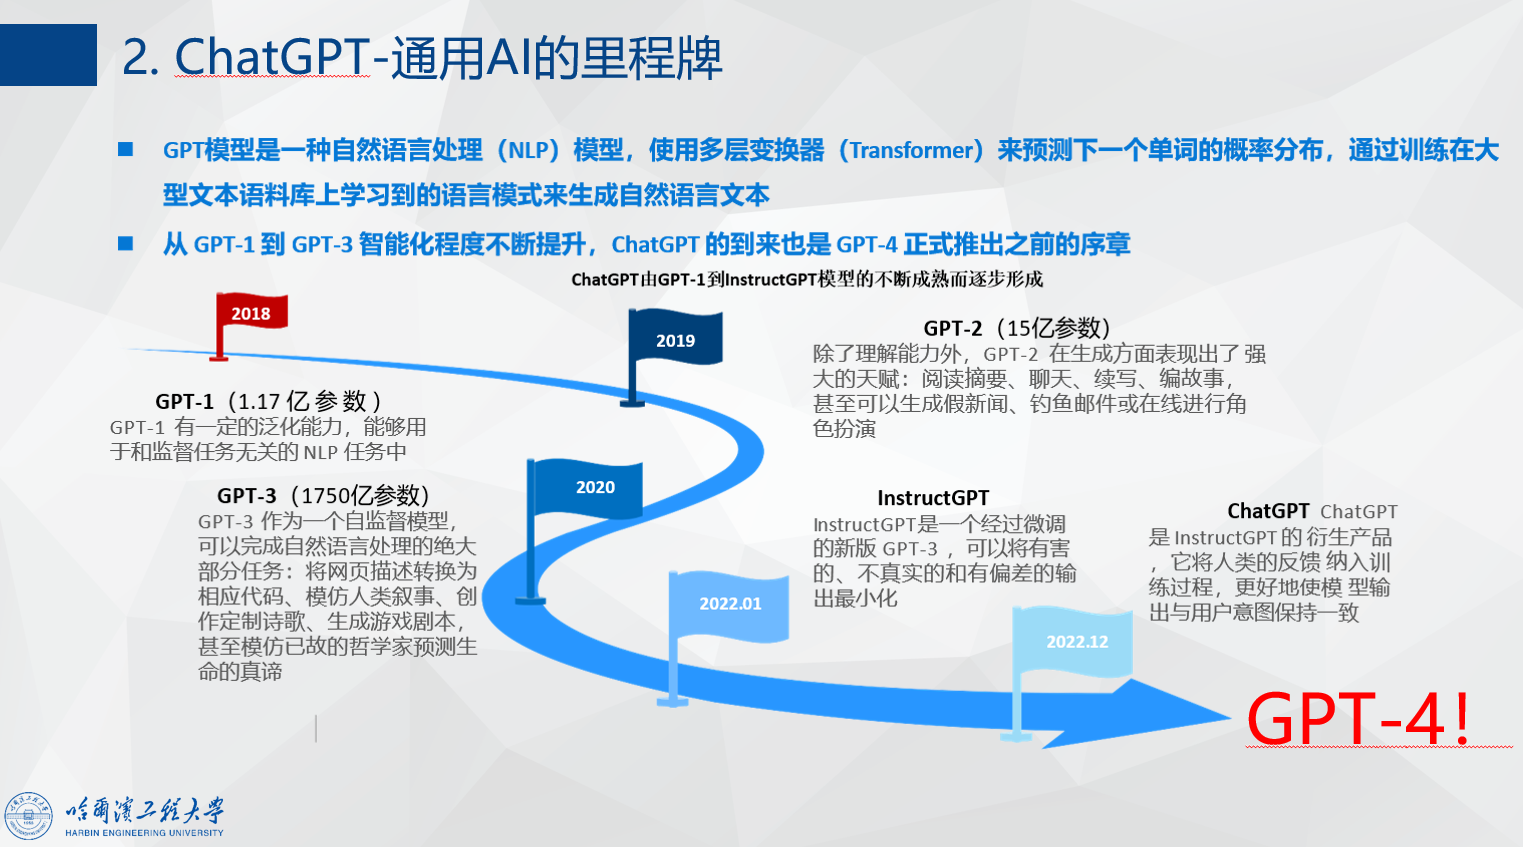 2. ChatGPT-通用AI的里程牌
GPT模型是一种自然语言处理（NLP）模型，使用多层变换器（Transformer）来预测下一个单词的概率分布，通过训练在大
型文本语料库上学习到的语言模式来生成自然语言文本
从 GPT-1 到 GPT-3 智能化程度不断提升，ChatGPT 的到来也是 GPT-4 正式推出之前的序章
ChatGPT由GPT-1到InstructGPT模型的不断成熟而逐步形成
2018
2019
GPT-1（1.17 亿 参 数 ）
GPT-1 有一定的泛化能力，能够用
于和监督任务无关的 NLP 任务中
GPT-2（15亿参数）
除了理解能力外，GPT-2 在生成方面表现出了 强
大的天赋：阅读摘要、聊天、续写、编故事，
甚至可以生成假新闻、钓鱼邮件或在线进行角
色扮演
2020
GPT-3（1750亿参数）
GPT-3 作为一个自监督模型，
可以完成自然语言处理的绝大
部分任务：将网页描述转换为
相应代码、模仿人类叙事、创
作定制诗歌、生成游戏剧本，
甚至模仿已故的哲学家预测生
命的真谛
2022.01
InstructGPT
InstructGPT是一个经过微调
的新版 GPT-3 ，可以将有害
的、不真实的和有偏差的输
出最小化
2022.12
ChatGPT ChatGPT
是 InstructGPT 的 衍生产品
，它将人类的反馈 纳入训
练过程，更好地使模 型输
出与用户意图保持一致
GPT-4！
哈尔滨工程大学
HARBIN ENGINEERING UNIVERSITY